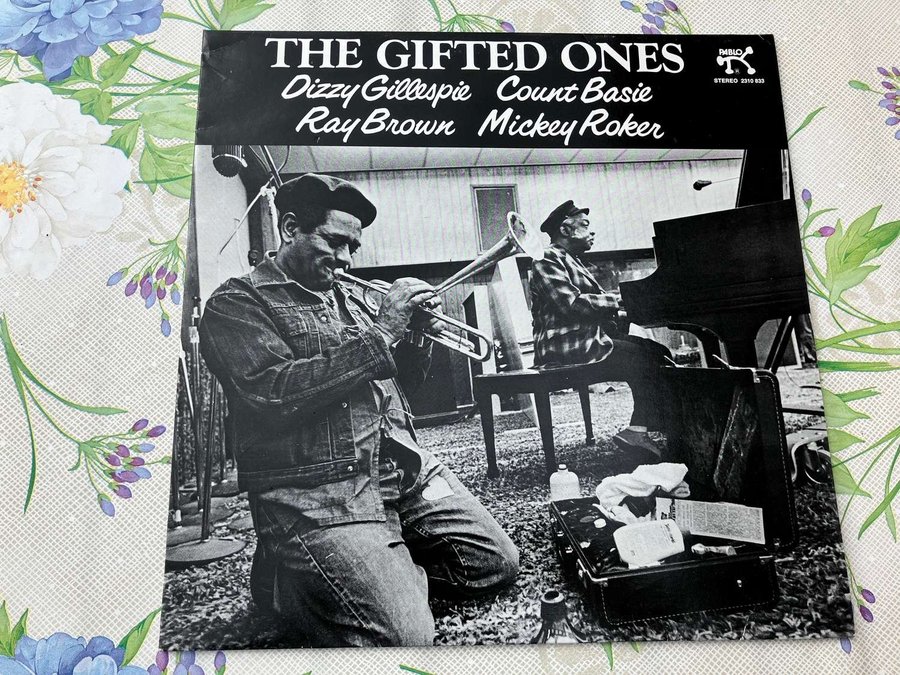 THE GIFTED ONES
Dizzy Gillespie Count Basie
Ray Brown Mickey Roker
PABLO
STEREO 2310 833